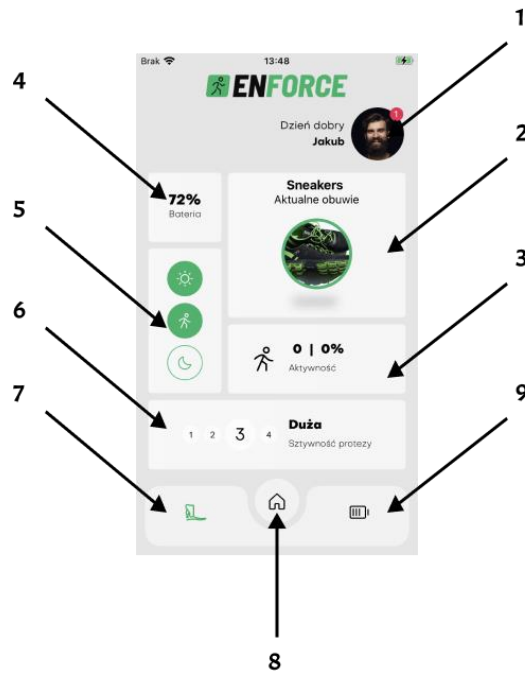 1
Brak 13:48
ENFORCE
4
Dzień dobry
Jakub
1
2
72%
Bateria
Sneakers
Aktualne obuwie
5
3
6
0 | 0%
Aktywność
7
9
1 2 3 4
Duża
Sztywność protezy
8